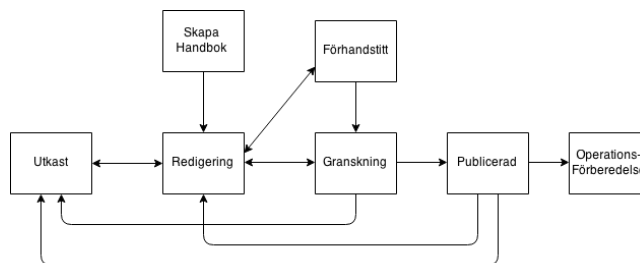 Skapa
Handbok
Förhandstitt
Utkast
Redigering
Granskning
Publicerad
Operations-
Förberedelse